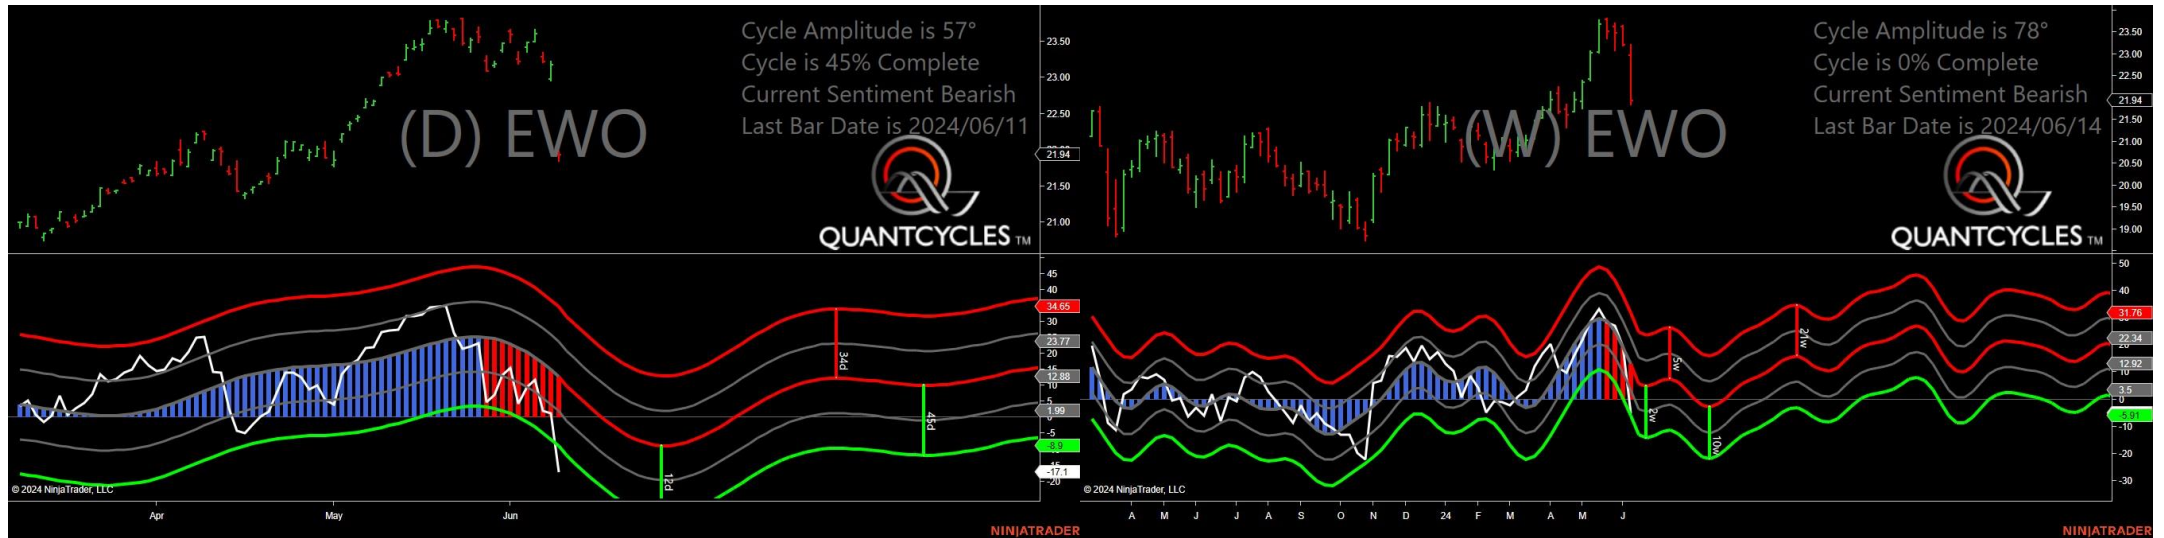 Cycle Amplitude is 57°
Cycle is 45% Complete
Current Sentiment Bearish
Last Bar Date is 2024/06/11
(D) EWO
QUANTCYCLES TM
23.50
23.00
22.50
21.94
21.50
21.00
45
40
34.65
30
23.77
20
12.88
10
5
1.99
-5
-8.9
-17.1
-20
34d
45d
12d
© 2024 NinjaTrader, LLC
Apr
May
Jun
NINJATRADER
Cycle Amplitude is 78°
Cycle is 0% Complete
Current Sentiment Bearish
Last Bar Date is 2024/06/14
(W) EWO
QUANTCYCLES TM
23.50
23.00
22.50
21.94
21.50
21.00
20.50
20.00
19.50
19.00
50
40
31.76
22.34
12.92
10
3.5
0
-5.91
-10
-20
-30
5w
21w
2w
10w
© 2024 NinjaTrader, LLC
A M J J A S O N D 24 F M A M J
NINJATRADER